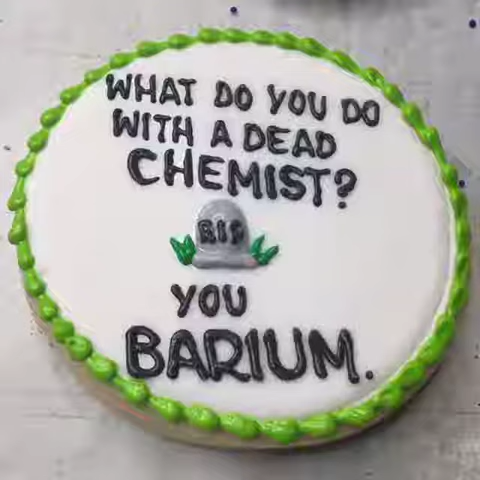 WHAT DO YOU DO
WITH A DEAD
CHEMIST?
RIP
YOU
BARIUM.